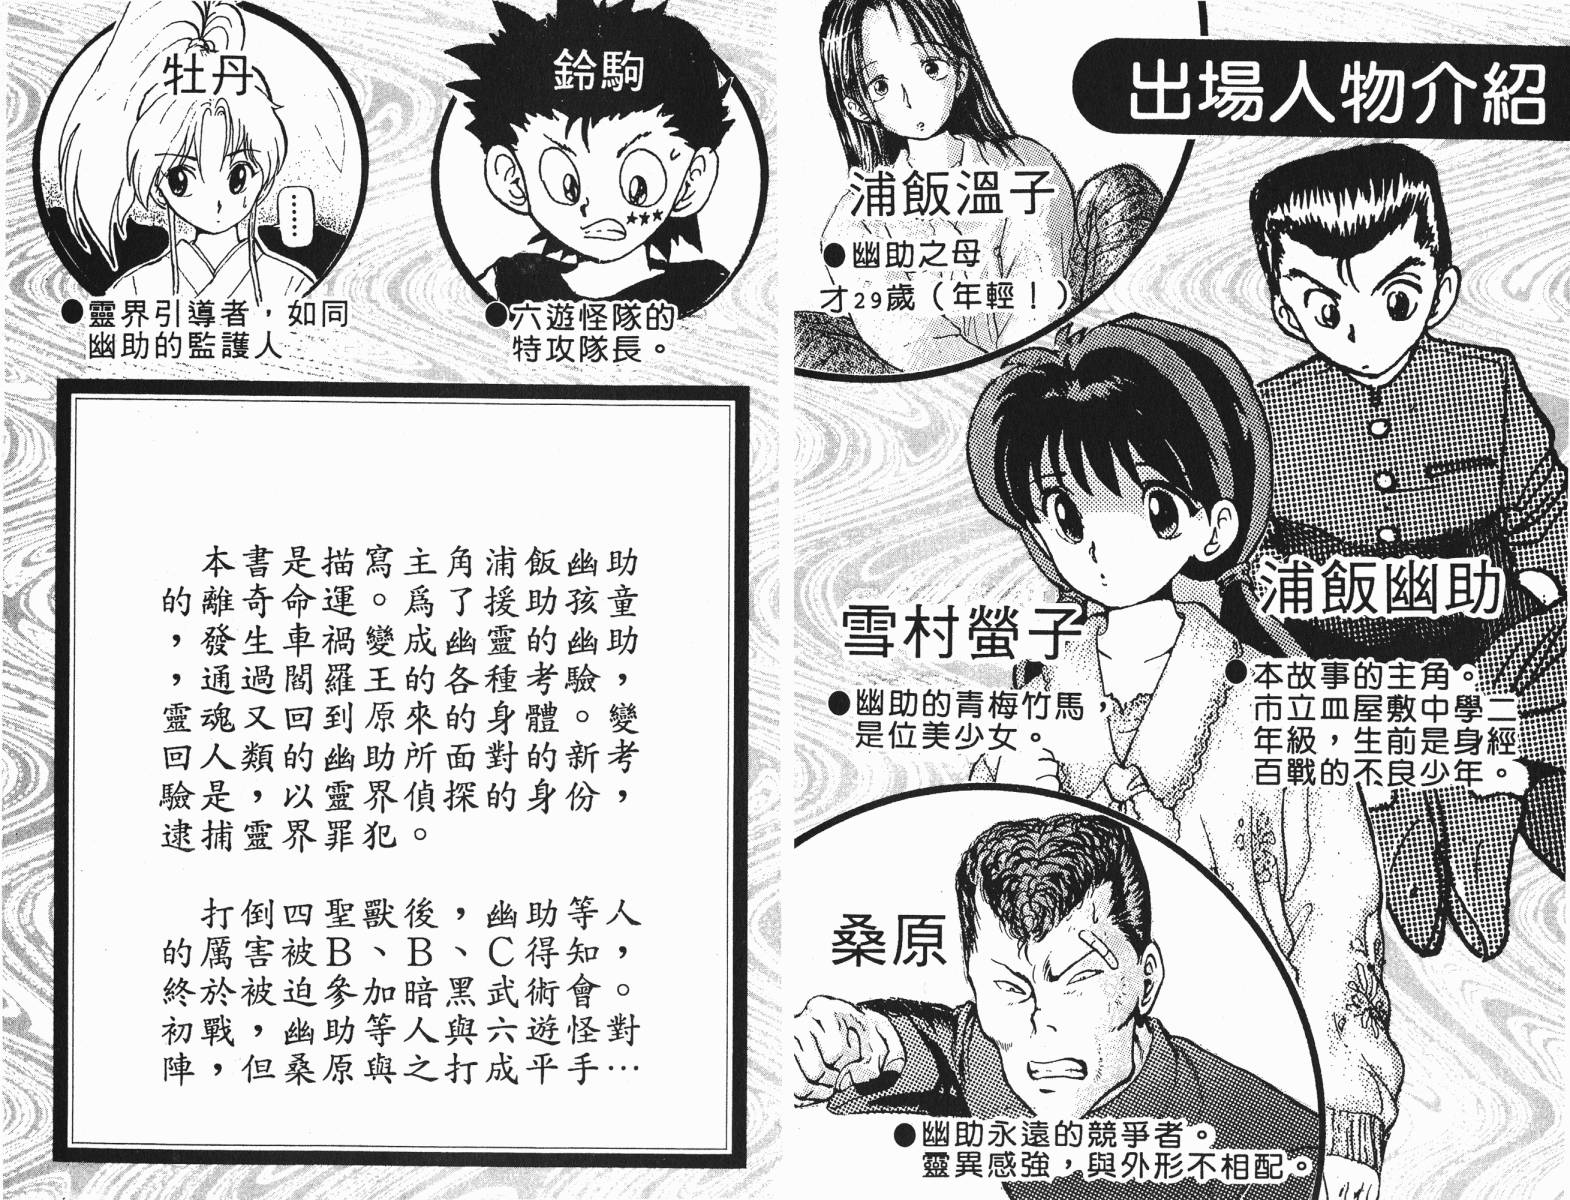 出場人物介紹
浦飯溫子
●幽助之母
才29歲（年輕！）
浦飯幽助
●本故事的主角。
市立皿屋敷中學二
年級，生前是身經
百戰的不良少年。
雪村螢子
●幽助的青梅竹馬，
是位美少女。
桑原
●幽助永遠的競爭者。
靈異感強，與外形不相配。
鈴駒
●六遊怪隊的
特攻隊長。
牡丹
……
●靈界引導者，如同
幽助的監護人
本書是描寫主角浦飯幽助
的離奇命運。爲了援助孩童
，發生車禍變成幽靈的幽助
，通過閻羅王的各種考驗，
靈魂又回到原來的身體。變
回人類的幽助所面對的新考
驗是，以靈界偵探的身份，
逮捕靈界罪犯。
打倒四聖獸後，幽助等人
的厲害被B、B、C得知，
終於被迫參加暗黑武術會。
初戰，幽助等人與六遊怪對
陣，但桑原與之打成平手…